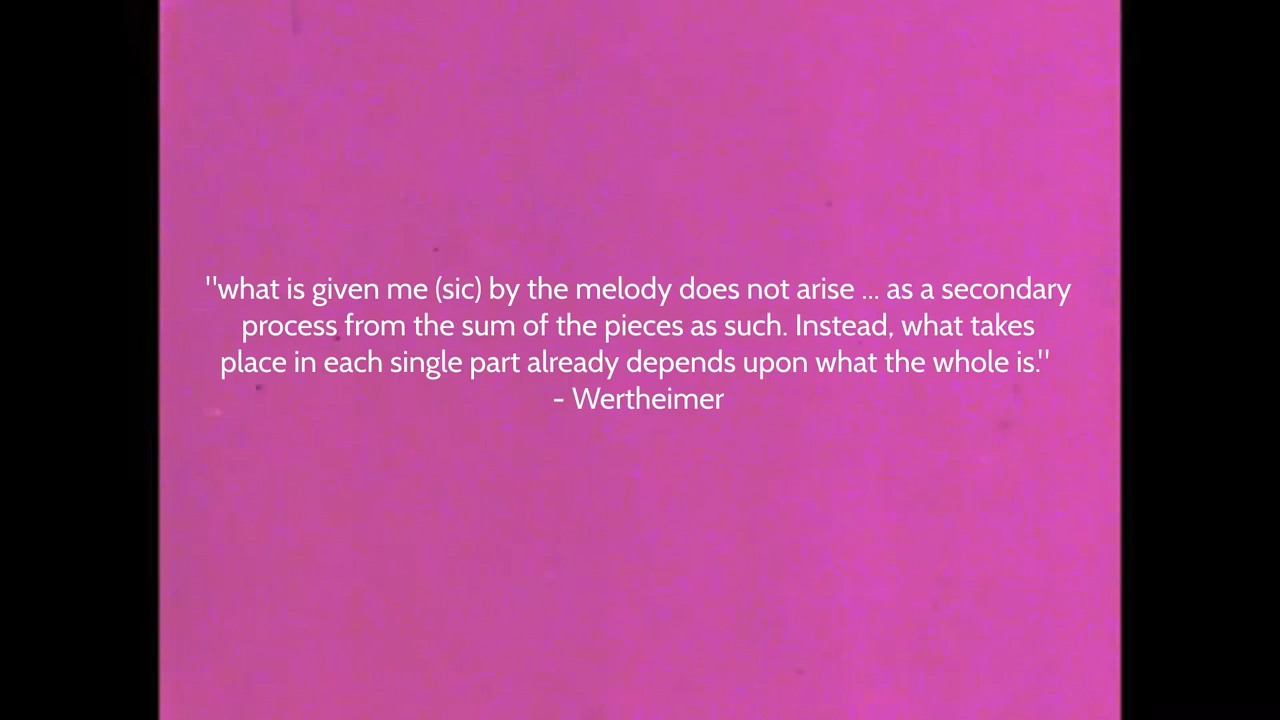 "what is given me (sic) by the melody does not arise ... as a secondary
process from the sum of the pieces as such. Instead, what takes
place in each single part already depends upon what the whole is."
- Wertheimer